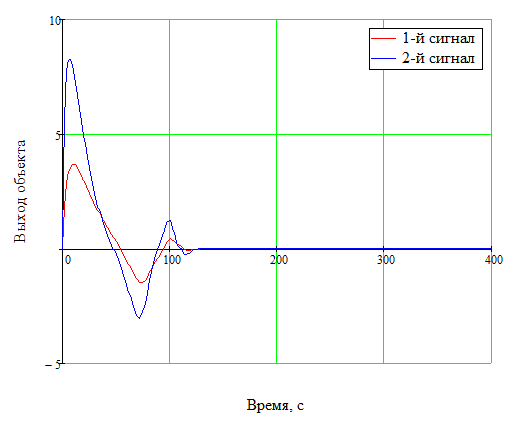 10
1-й сигнал
2-й сигнал
5
Выход объекта
0 100 200 300 400
– 5
Время, с